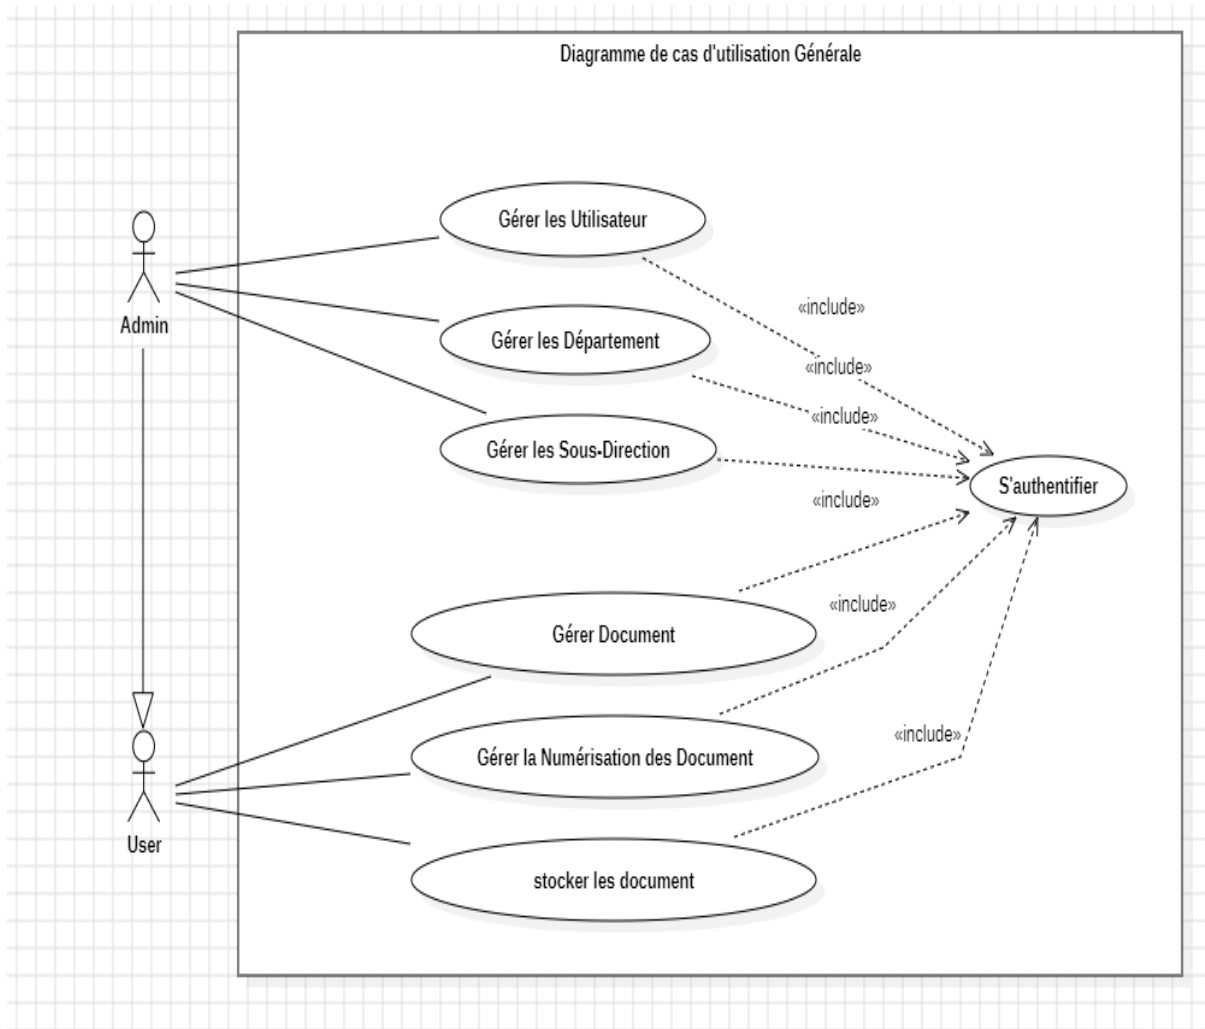 Diagramme de cas d'utilisation Générale
Gérer les Utilisateur
Admin
«include»
Gérer les Département
«include»
«include»
Gérer les Sous-Direction
S'authentifier
«include»
«include»
Gérer Document
«include»
Gérer la Numérisation des Document
User
stocker les document